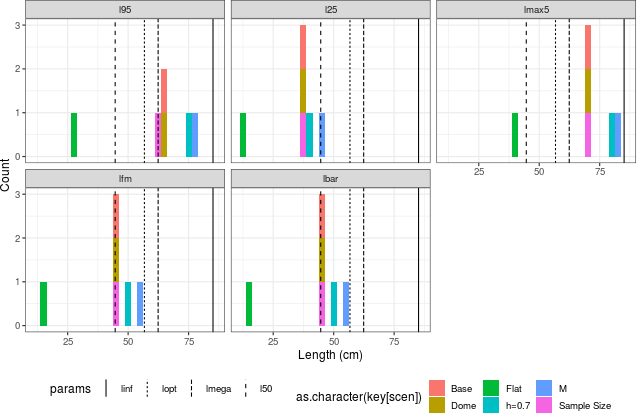 l95 l25 lmax5
3
2
1
0
25 50 75
lfm lbar
3
2
1
0
25 50 75 25 50 75
Count
Length (cm)
params linf lopt lmega l50
as.character(key[scen]) Base Flat M
Dome h=0.7 Sample Size